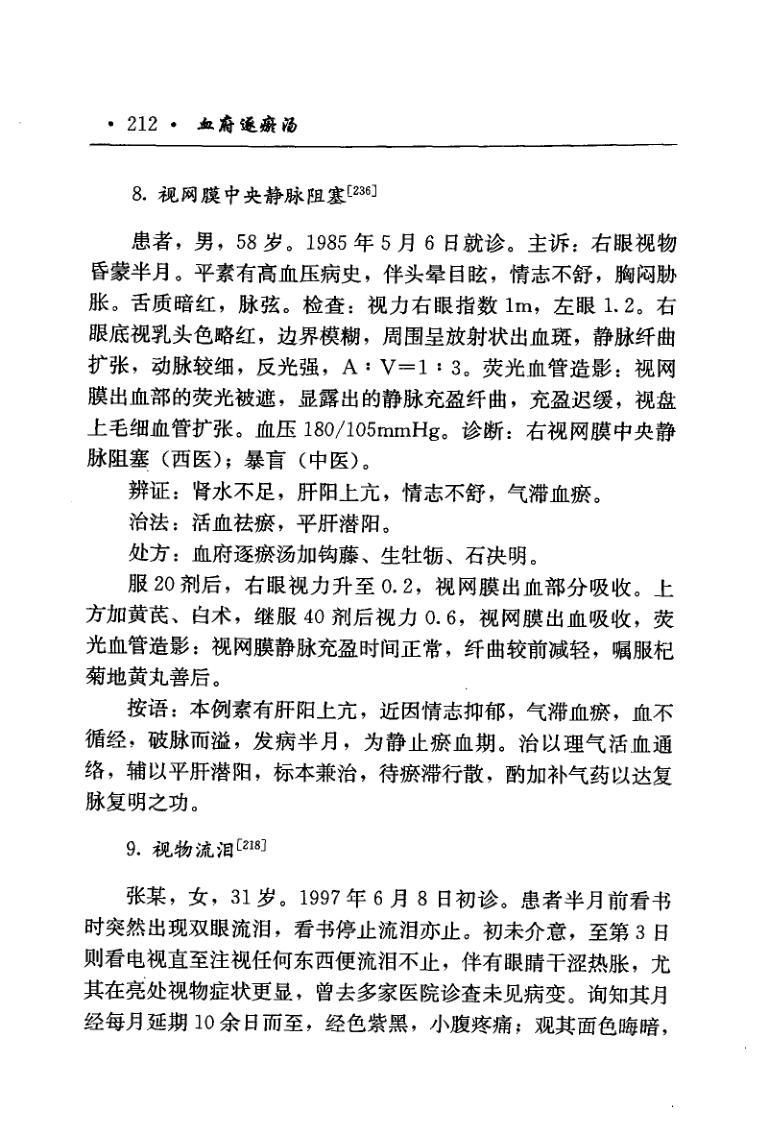 · 212 · 血府逐瘀汤
8. 视网膜中央静脉阻塞[236]
患者，男，58 岁。1985 年 5 月 6 日就诊。主诉：右眼视物
昏蒙半月。平素有高血压病史，伴头晕目眩，情志不舒，胸闷胁
胀。舌质暗红，脉弦。检查：视力右眼指数 1m，左眼 1.2。右
眼底视乳头色略红，边界模糊，周围呈放射状出血斑，静脉纤曲
扩张，动脉较细，反光强，A∶V＝1∶3。荧光血管造影：视网
膜出血部的荧光被遮，显露出的静脉充盈纤曲，充盈迟缓，视盘
上毛细血管扩张。血压 180/105mmHg。诊断：右视网膜中央静
脉阻塞（西医）；暴盲（中医）。
辨证：肾水不足，肝阳上亢，情志不舒，气滞血瘀。
治法：活血祛瘀，平肝潜阳。
处方：血府逐瘀汤加钩藤、生牡蛎、石决明。
服 20 剂后，右眼视力升至 0.2，视网膜出血部分吸收。上
方加黄芪、白术，继服 40 剂后视力 0.6，视网膜出血吸收，荧
光血管造影：视网膜静脉充盈时间正常，纤曲较前减轻，嘱服杞
菊地黄丸善后。
按语：本例素有肝阳上亢，近因情志抑郁，气滞血瘀，血不
循经，破脉而溢，发病半月，为静止瘀血期。治以理气活血通
络，辅以平肝潜阳，标本兼治，待瘀滞行散，酌加补气药以达复
脉复明之功。
9. 视物流泪[218]
张某，女，31 岁。1997 年 6 月 8 日初诊。患者半月前看书
时突然出现双眼流泪，看书停止流泪亦止。初未介意，至第 3 日
则看电视直至注视任何东西便流泪不止，伴有眼睛干涩热胀，尤
其在亮处视物症状更显，曾去多家医院诊查未见病变。询知其月
经每月延期 10 余日而至，经色紫黑，小腹疼痛；观其面色晦暗，